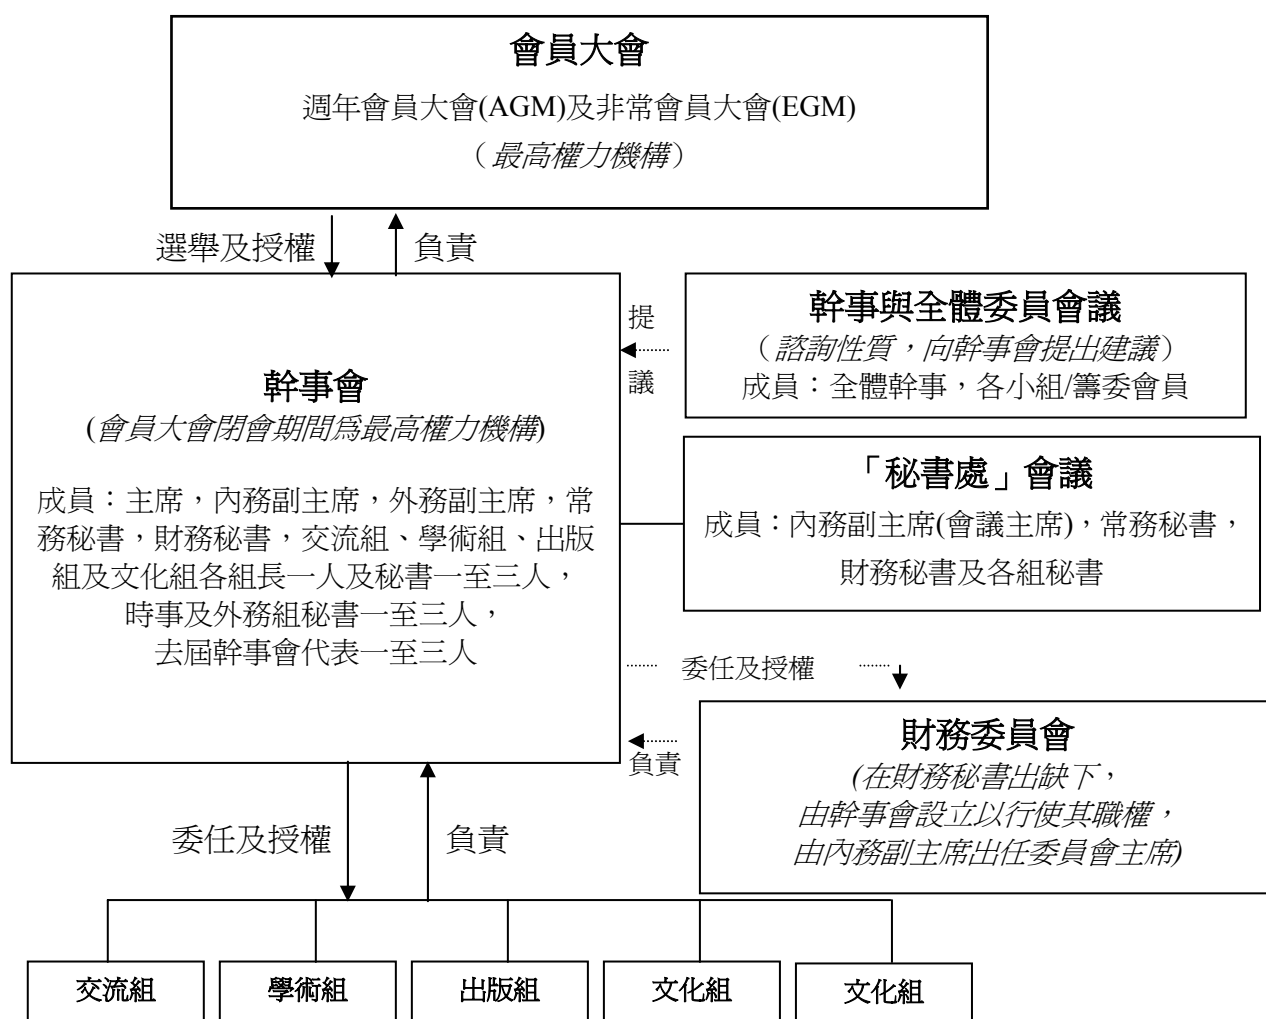 會員大會
週年會員大會(AGM)及非常會員大會(EGM)
（最高權力機構）
選舉及授權
負責
幹事會
(會員大會閉會期間爲最高權力機構)
成員：主席，內務副主席，外務副主席，常
務秘書，財務秘書，交流組、學術組、出版
組及文化組各組長一人及秘書一至三人，
時事及外務組秘書一至三人，
去屆幹事會代表一至三人
提
議
幹事與全體委員會議
（諮詢性質，向幹事會提出建議）
成員：全體幹事，各小組/籌委會員
「秘書處」會議
成員：內務副主席(會議主席)，常務秘書，
財務秘書及各組秘書
委任及授權
負責
財務委員會
(在財務秘書出缺下，
由幹事會設立以行使其職權，
由內務副主席出任委員會主席)
委任及授權
負責
交流組
學術組
出版組
文化組
文化組